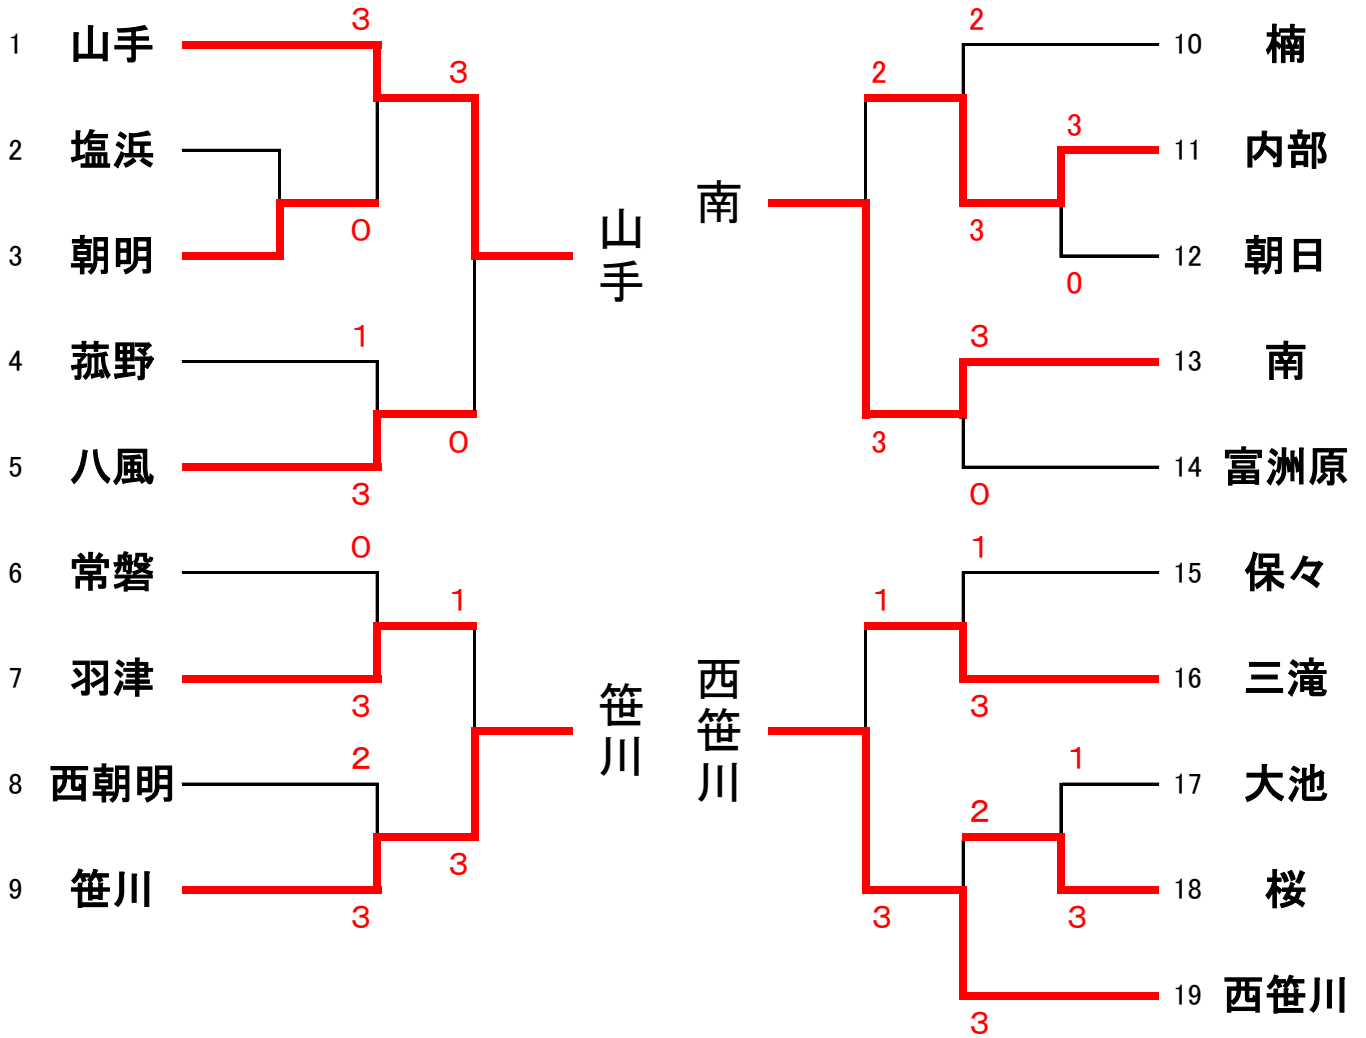 3
1 山手
3
2 塩浜
0
3 朝明
山手
1
4 菰野
0
5 八風
3
0
6 常磐
1
7 羽津
3
笹川
2
8 西朝明
3
9 笹川
3
2
10 楠
2
3
11 内部
南
3
12 朝日
0
3
13 南
3
14 富洲原
0
1
15 保々
1
16 三滝
3
西笹川
1
17 大池
2
18 桜
3
3
19 西笹川
3